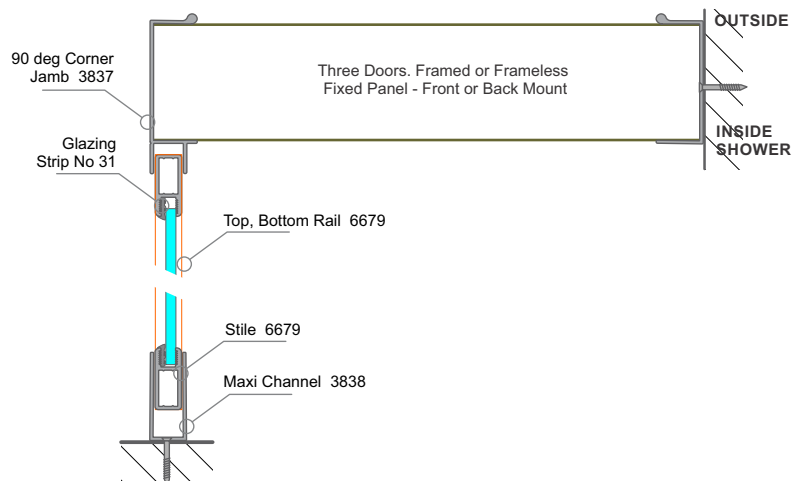 OUTSIDE
90 deg Corner
Jamb 3837
Three Doors. Framed or Frameless
Fixed Panel - Front or Back Mount
INSIDE
SHOWER
Glazing
Strip No 31
Top, Bottom Rail 6679
Stile 6679
Maxi Channel 3838